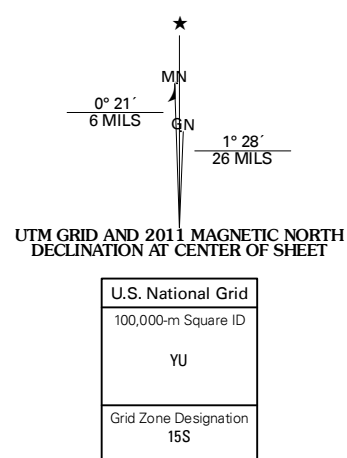 ★
MN
0° 21´
6 MILS
GN
1° 28´
26 MILS
UTM GRID AND 2011 MAGNETIC NORTH
DECLINATION AT CENTER OF SHEET
U.S. National Grid
100,000-m Square ID
YU
Grid Zone Designation
15S